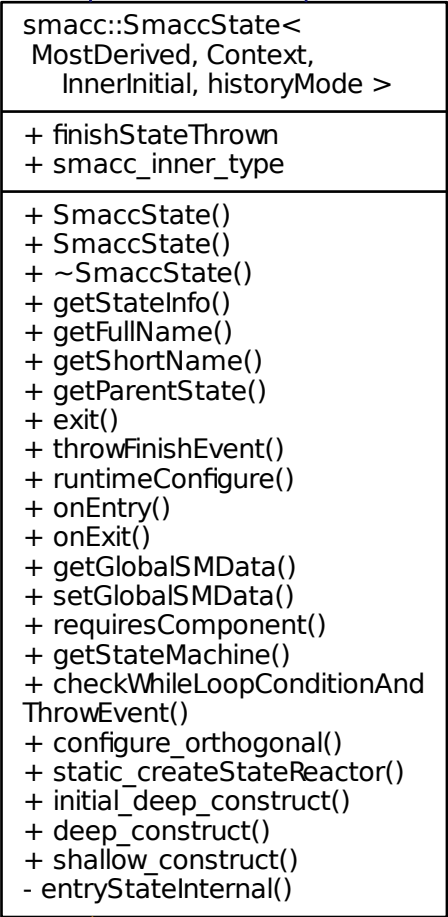 smacc::SmaccState<
MostDerived, Context,
InnerInitial, historyMode >
+ finishStateThrown
+ smacc_inner_type
+ SmaccState()
+ SmaccState()
+ ~SmaccState()
+ getStateInfo()
+ getFullName()
+ getShortName()
+ getParentState()
+ exit()
+ throwFinishEvent()
+ runtimeConfigure()
+ onEntry()
+ onExit()
+ getGlobalSMData()
+ setGlobalSMData()
+ requiresComponent()
+ getStateMachine()
+ checkWhileLoopConditionAnd
ThrowEvent()
+ configure_orthogonal()
+ static_createStateReactor()
+ initial_deep_construct()
+ deep_construct()
+ shallow_construct()
- entryStateInternal()